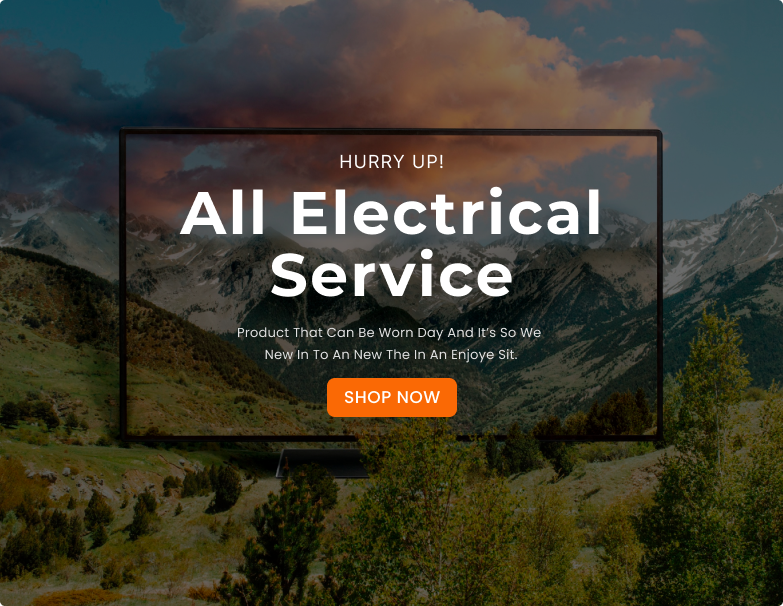 HURRY UP!
All Electrical
Service
Product That Can Be Worn Day And It's So We
New In To An New The In An Enjoye Sit.
SHOP NOW